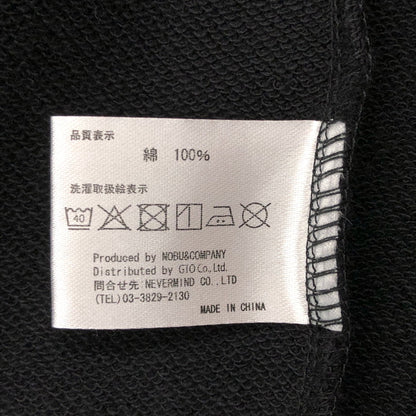 品質表示
綿 100%
洗濯取扱絵表示
40
Produced by NOBU&COMPANY
Distributed by GIO Co., Ltd.
問合せ先:NEVERMIND CO.,LTD
(TEL) 03-3829-2130
MADE IN CHINA